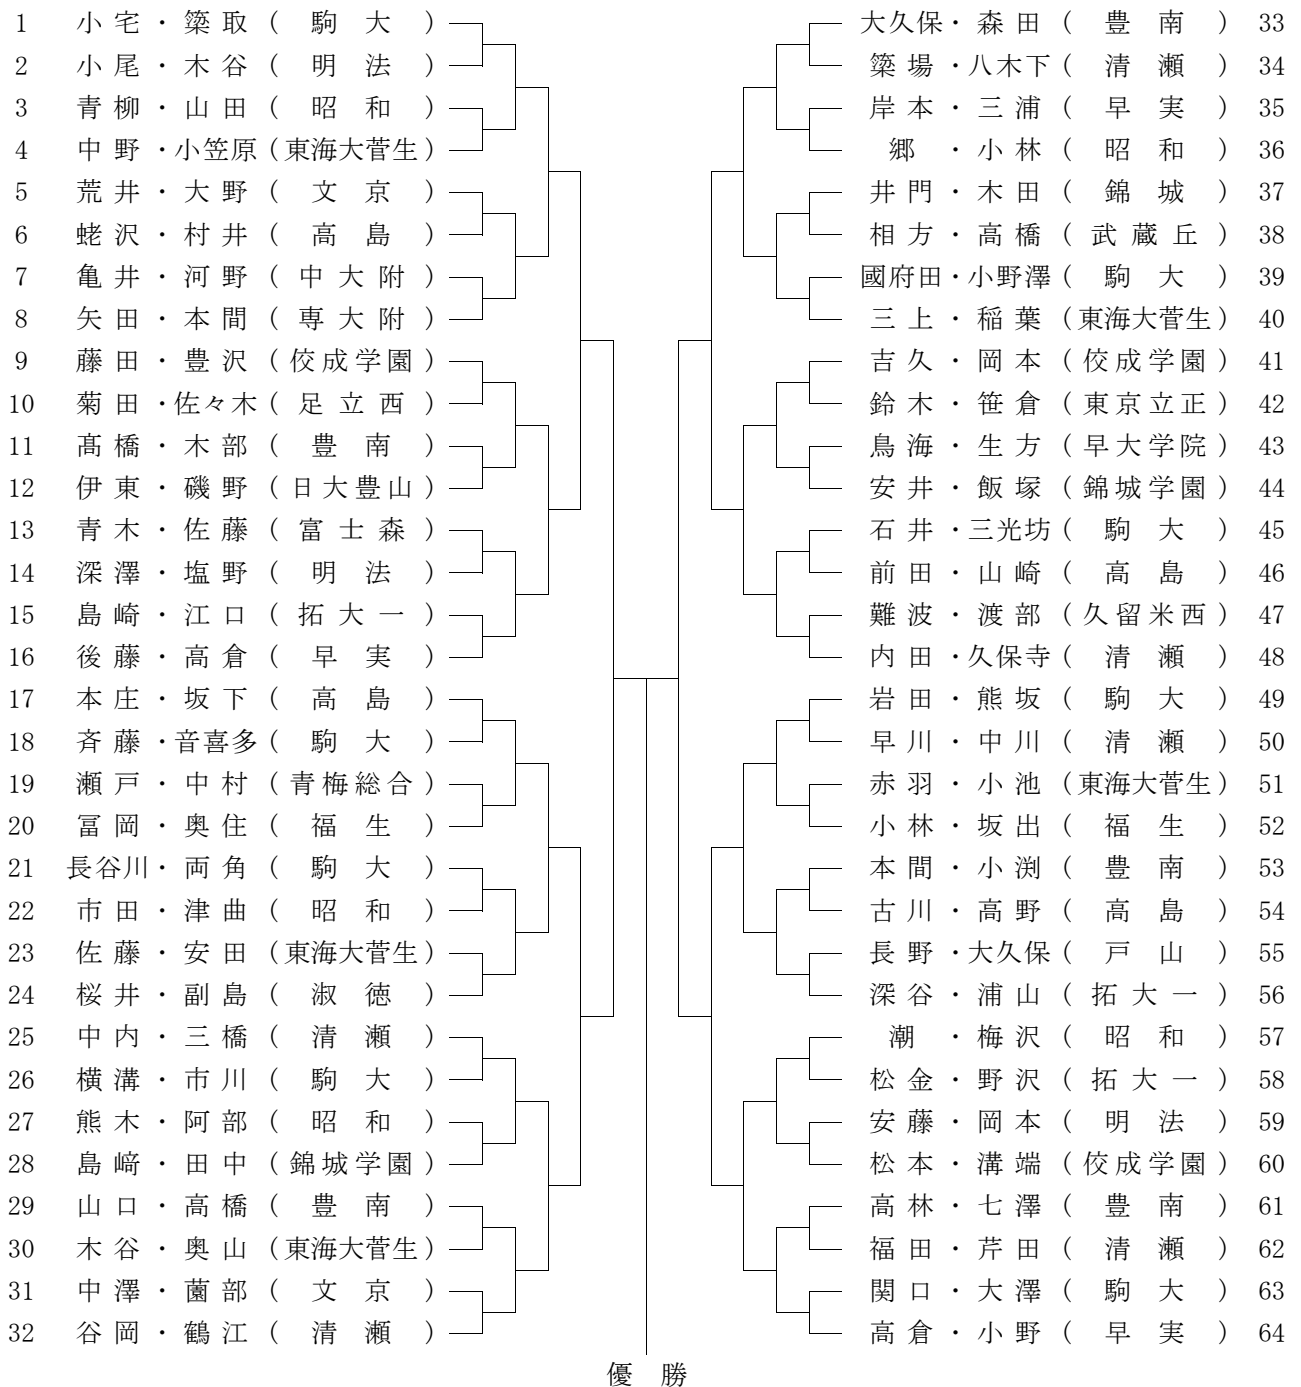 1 小宅・簗取 ( 駒大 )
2 小尾・木谷 ( 明法 )
3 青柳・山田 ( 昭和 )
4 中野・小笠原 (東海大菅生)
5 荒井・大野 ( 文京 )
6 蛯沢・村井 ( 高島 )
7 亀井・河野 ( 中大附 )
8 矢田・本間 ( 専大附 )
9 藤田・豊沢 (佼成学園)
10 菊田・佐々木 ( 足立西 )
11 髙橋・木部 ( 豊南 )
12 伊東・磯野 (日大豊山)
13 青木・佐藤 ( 富士森 )
14 深澤・塩野 ( 明法 )
15 島崎・江口 ( 拓大一 )
16 後藤・高倉 ( 早実 )
17 本庄・坂下 ( 高島 )
18 斉藤・音喜多 ( 駒大 )
19 瀬戸・中村 (青梅総合)
20 冨岡・奥住 ( 福生 )
21 長谷川・両角 ( 駒大 )
22 市田・津曲 ( 昭和 )
23 佐藤・安田 (東海大菅生)
24 桜井・副島 ( 淑徳 )
25 中内・三橋 ( 清瀬 )
26 横溝・市川 ( 駒大 )
27 熊木・阿部 ( 昭和 )
28 島﨑・田中 (錦城学園)
29 山口・高橋 ( 豊南 )
30 木谷・奥山 (東海大菅生)
31 中澤・薗部 ( 文京 )
32 谷岡・鶴江 ( 清瀬 )
大久保・森田 ( 豊南 ) 33
簗場・八木下 ( 清瀬 ) 34
岸本・三浦 ( 早実 ) 35
郷・小林 ( 昭和 ) 36
井門・木田 ( 錦城 ) 37
相方・高橋 ( 武蔵丘 ) 38
國府田・小野澤 ( 駒大 ) 39
三上・稲葉 (東海大菅生) 40
吉久・岡本 (佼成学園) 41
鈴木・笹倉 (東京立正) 42
鳥海・生方 (早大学院) 43
安井・飯塚 (錦城学園) 44
石井・三光坊 ( 駒大 ) 45
前田・山崎 ( 高島 ) 46
難波・渡部 (久留米西) 47
内田・久保寺 ( 清瀬 ) 48
岩田・熊坂 ( 駒大 ) 49
早川・中川 ( 清瀬 ) 50
赤羽・小池 (東海大菅生) 51
小林・坂出 ( 福生 ) 52
本間・小渕 ( 豊南 ) 53
古川・高野 ( 高島 ) 54
長野・大久保 ( 戸山 ) 55
深谷・浦山 ( 拓大一 ) 56
潮・梅沢 ( 昭和 ) 57
松金・野沢 ( 拓大一 ) 58
安藤・岡本 ( 明法 ) 59
松本・溝端 (佼成学園) 60
高林・七澤 ( 豊南 ) 61
福田・芹田 ( 清瀬 ) 62
関口・大澤 ( 駒大 ) 63
高倉・小野 ( 早実 ) 64
優勝